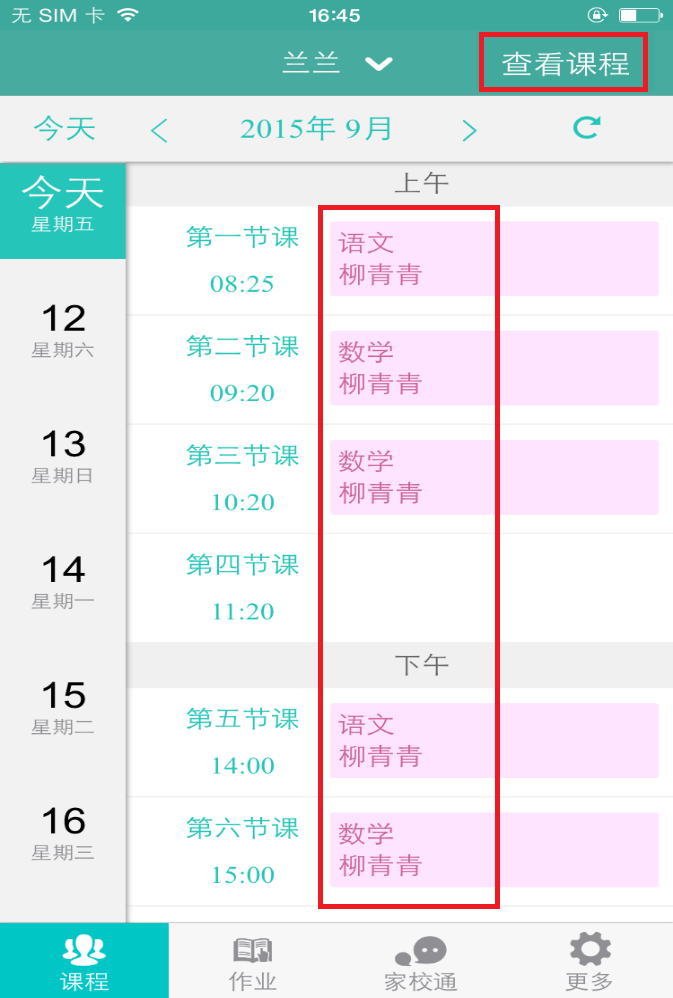 无 SIM 卡
16:45
兰兰
查看课程
今天
2015年 9月
今天
星期五
12
星期六
13
星期日
14
星期一
15
星期二
16
星期三
上午
第一节课
08:25
语文
柳青青
第二节课
09:20
数学
柳青青
第三节课
10:20
数学
柳青青
第四节课
11:20
下午
第五节课
14:00
语文
柳青青
第六节课
15:00
数学
柳青青
课程
作业
家校通
更多